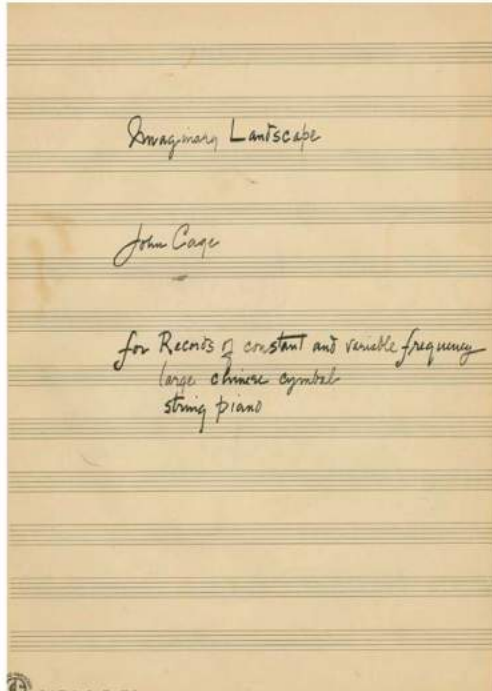 Imaginary Landscape
John Cage
for Records of constant and variable frequency
large chinese cymbal
string piano